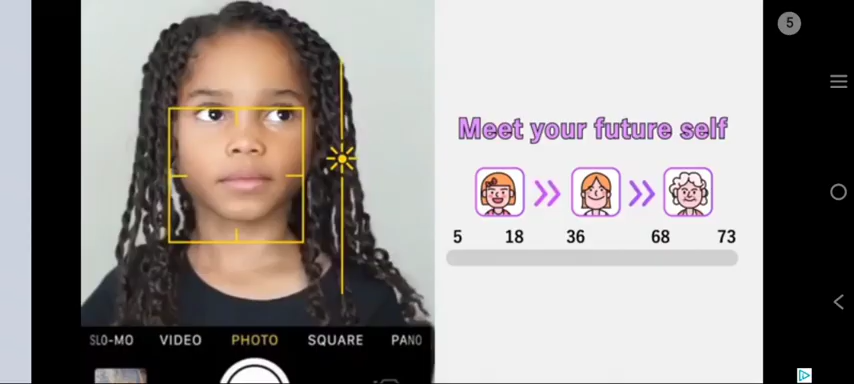 5
Meet your future self
5 18 36 68 73
SLO-MO VIDEO PHOTO SQUARE PANO